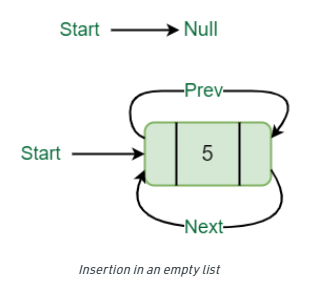 Start Null
Prev
Start 5
Next
Insertion in an empty list